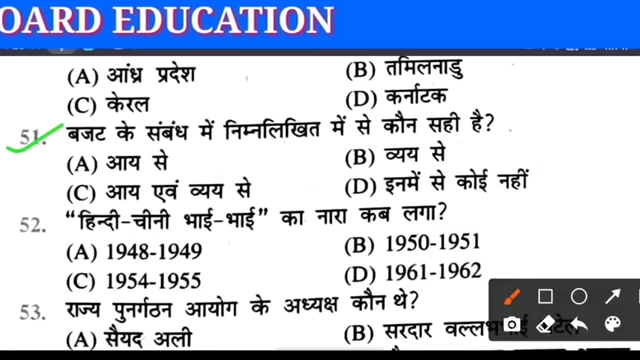 OARD EDUCATION
(A) आंध्र प्रदेश (B) तमिलनाडु
(C) केरल (D) कर्नाटक
51. बजट के संबंध में निम्नलिखित में से कौन सही है?
(A) आय से (B) व्यय से
(C) आय एवं व्यय से (D) इनमें से कोई नहीं
52. “हिन्दी-चीनी भाई-भाई” का नारा कब लगा?
(A) 1948-1949 (B) 1950-1951
(C) 1954-1955 (D) 1961-1962
53. राज्य पुनर्गठन आयोग के अध्यक्ष कौन थे?
(A) सैयद अली (B) सरदार